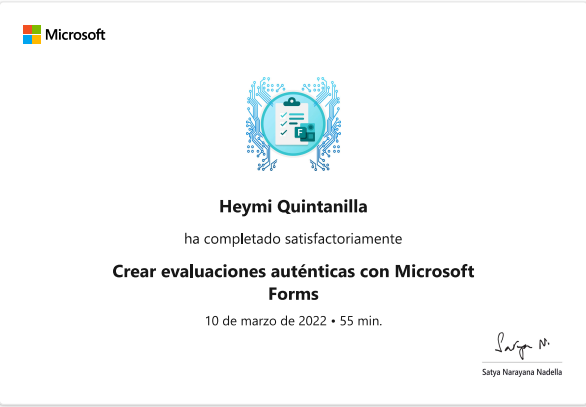 Microsoft
F
Heymi Quintanilla
ha completado satisfactoriamente
Crear evaluaciones auténticas con Microsoft
Forms
10 de marzo de 2022 • 55 min.
Satya N.
Satya Narayana Nadella